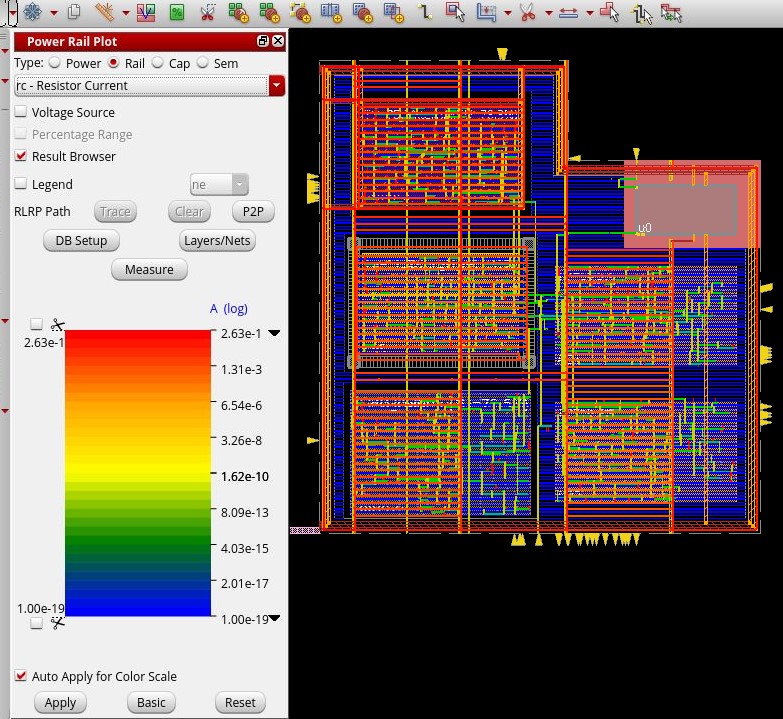 Power Rail Plot
Type: Power Rail Cap Sem
rc - Resistor Current
Voltage Source
Percentage Range
Result Browser
Legend ne
RLRP Path Trace Clear P2P
DB Setup Layers/Nets
Measure
A (log)
2.63e-1 2.63e-1
1.31e-3
6.54e-6
3.26e-8
1.62e-10
8.09e-13
4.03e-15
2.01e-17
1.00e-19 1.00e-19
Auto Apply for Color Scale
Apply Basic Reset
u0